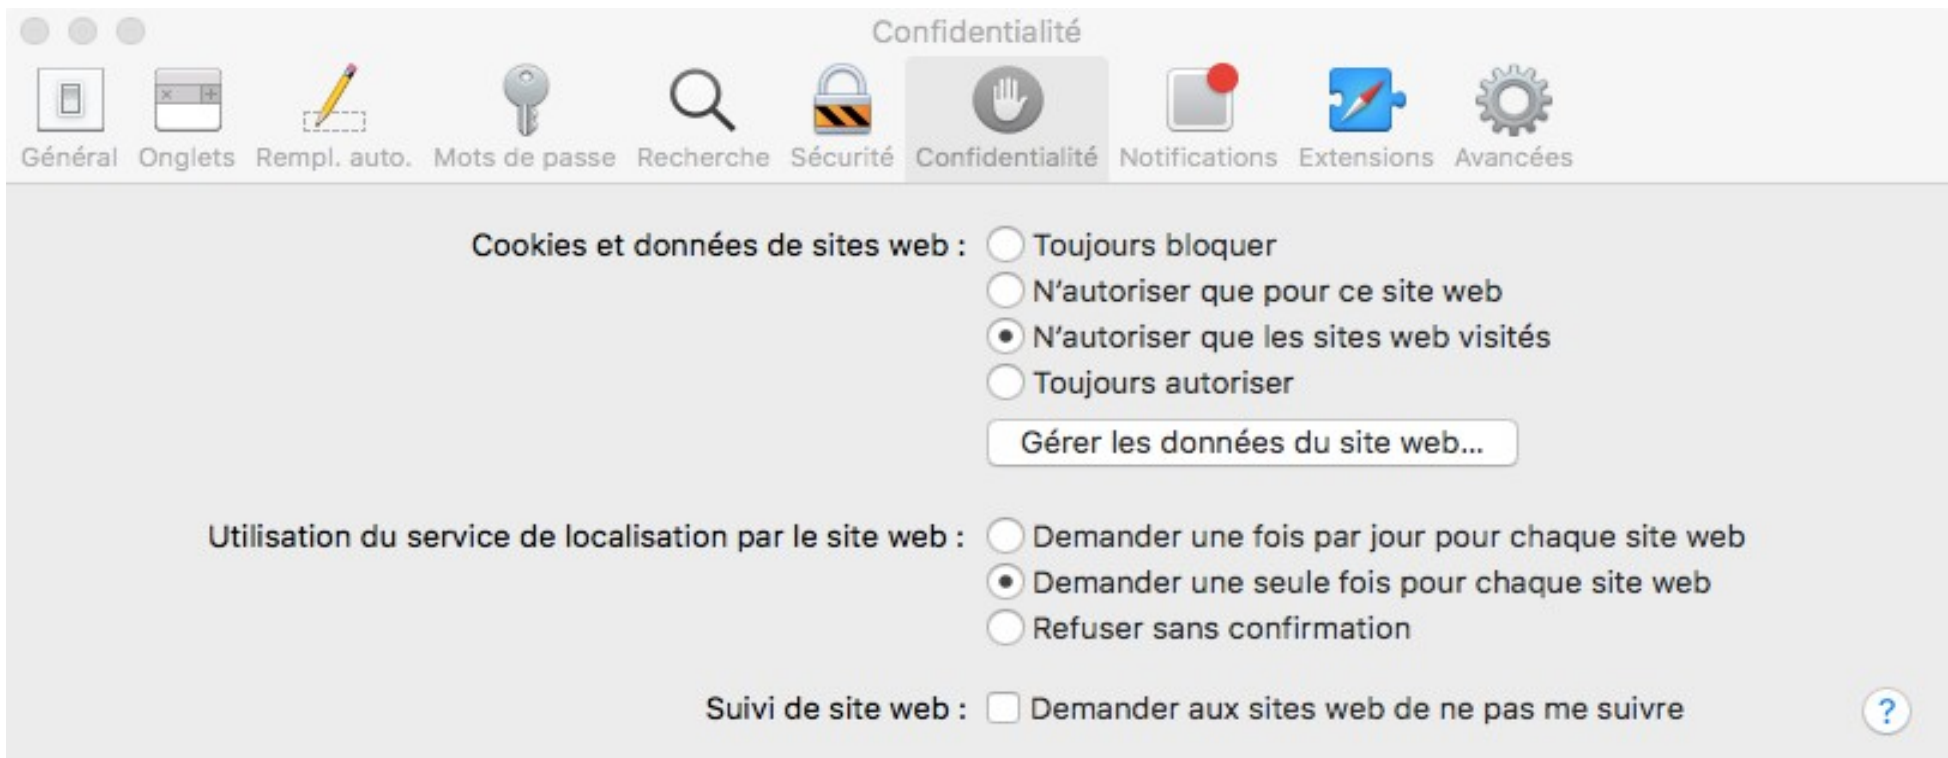 Confidentialité
Général Onglets Rempl. auto. Mots de passe Recherche Sécurité Confidentialité Notifications Extensions Avancées
Cookies et données de sites web : Toujours bloquer
N'autoriser que pour ce site web
N'autoriser que les sites web visités
Toujours autoriser
Gérer les données du site web...
Utilisation du service de localisation par le site web : Demander une fois par jour pour chaque site web
Demander une seule fois pour chaque site web
Refuser sans confirmation
Suivi de site web : Demander aux sites web de ne pas me suivre
?